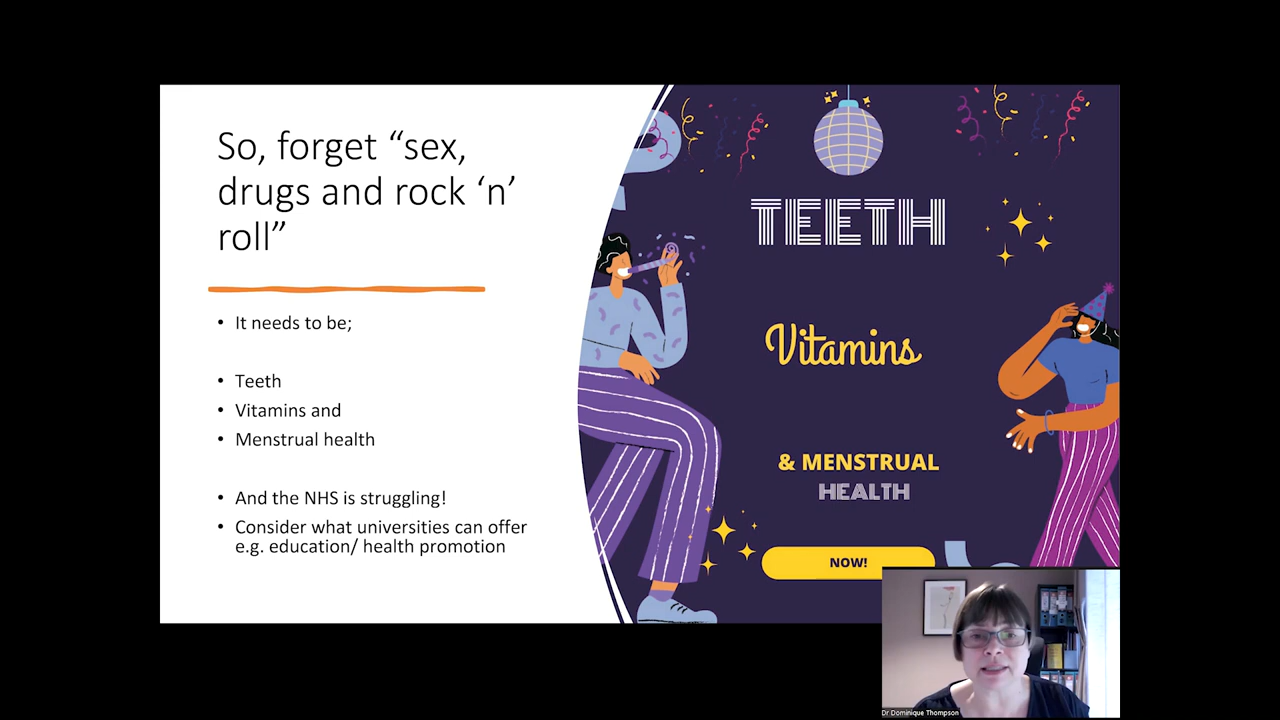 So, forget “sex,
drugs and rock ‘n’
roll”
• It needs to be;
• Teeth
• Vitamins and
• Menstrual health
• And the NHS is struggling!
• Consider what universities can offer
e.g. education/ health promotion
TEETH
Vitamins
& MENSTRUAL
HEALTH
NOW!
Dr Dominique Thompson